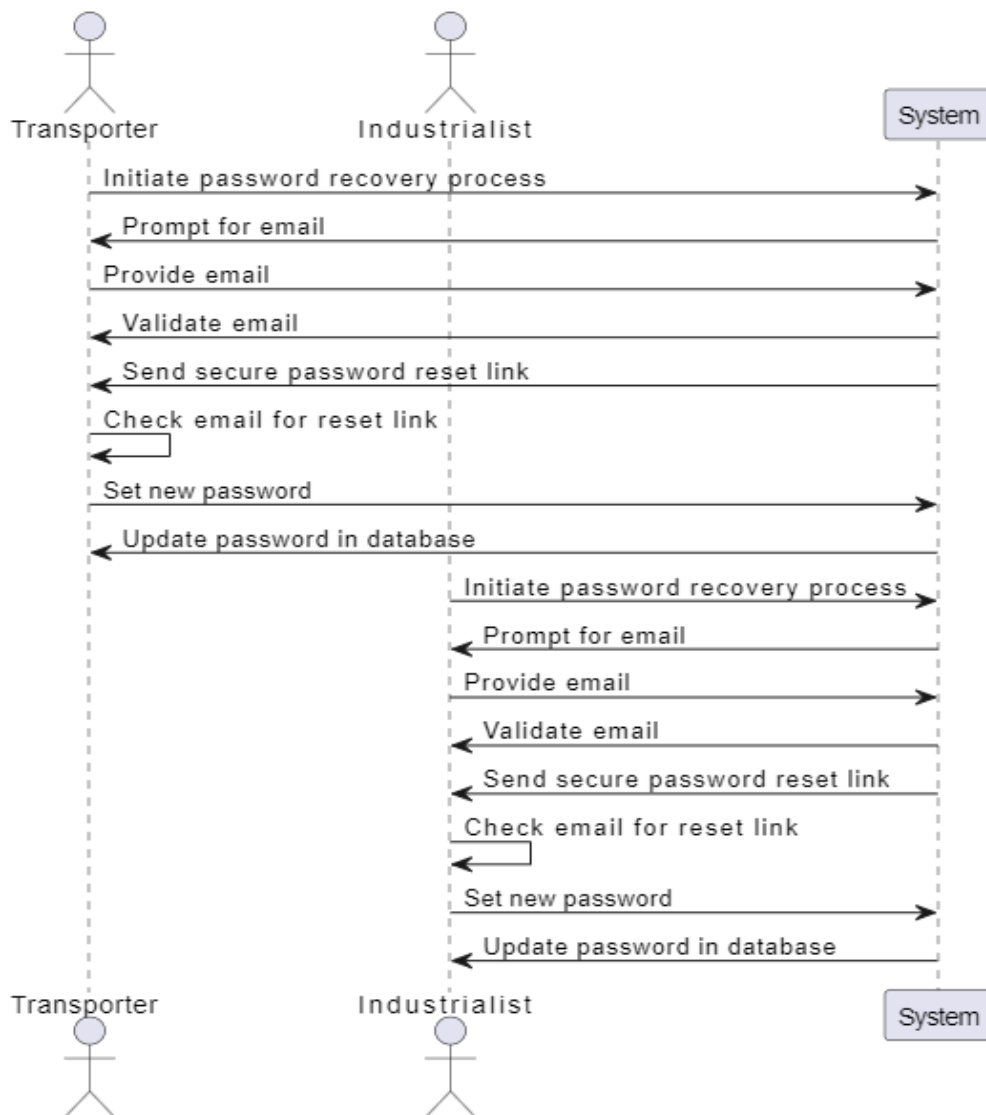 Transporter
Industrialist
System
Initiate password recovery process
Prompt for email
Provide email
Validate email
Send secure password reset link
Check email for reset link
Set new password
Update password in database
Initiate password recovery process
Prompt for email
Provide email
Validate email
Send secure password reset link
Check email for reset link
Set new password
Update password in database
Transporter
Industrialist
System